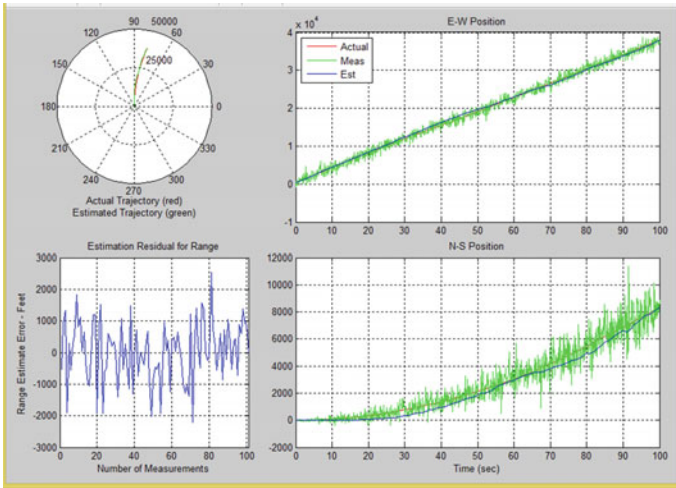 90 50000
120 60
150 30
25000
180 0
210 330
240 300
270
Actual Trajectory (red)
Estimated Trajectory (green)
E-W Position
x 10^4
4
3
2
1
0
-1
Actual
Meas
Est
0 10 20 30 40 50 60 70 80 90 100
Estimation Residual for Range
Range Estimate Error - Feet
3000
2000
1000
0
-1000
-2000
-3000
0 20 40 60 80 100
Number of Measurements
N-S Position
12000
10000
8000
6000
4000
2000
0
-2000
0 10 20 30 40 50 60 70 80 90 100
Time (sec)